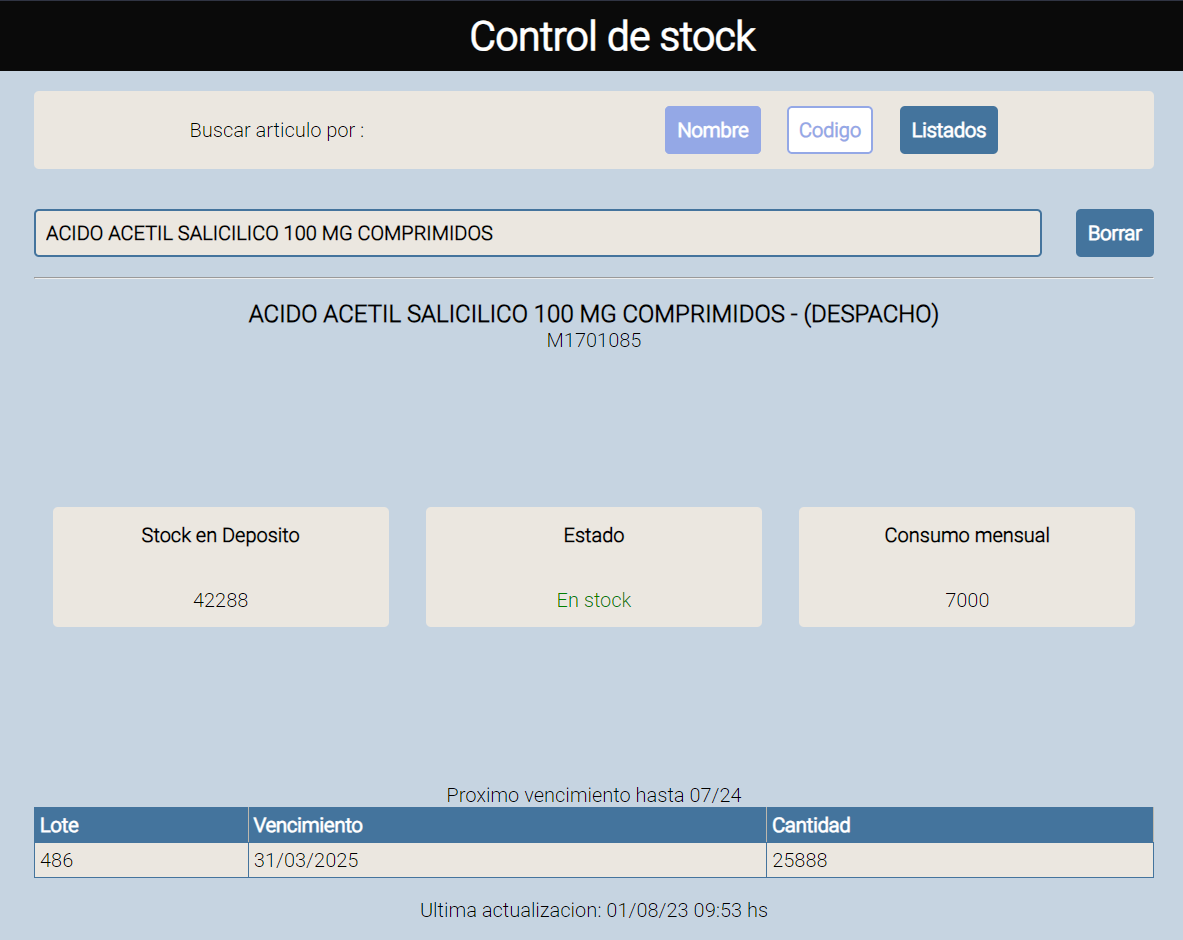 Control de stock
Buscar articulo por : Nombre Codigo Listados
ACIDO ACETIL SALICILICO 100 MG COMPRIMIDOS Borrar
ACIDO ACETIL SALICILICO 100 MG COMPRIMIDOS - (DESPACHO)
M1701085
Stock en Deposito Estado Consumo mensual
42288 En stock 7000
Proximo vencimiento hasta 07/24
Lote Vencimiento Cantidad
486 31/03/2025 25888
Ultima actualizacion: 01/08/23 09:53 hs